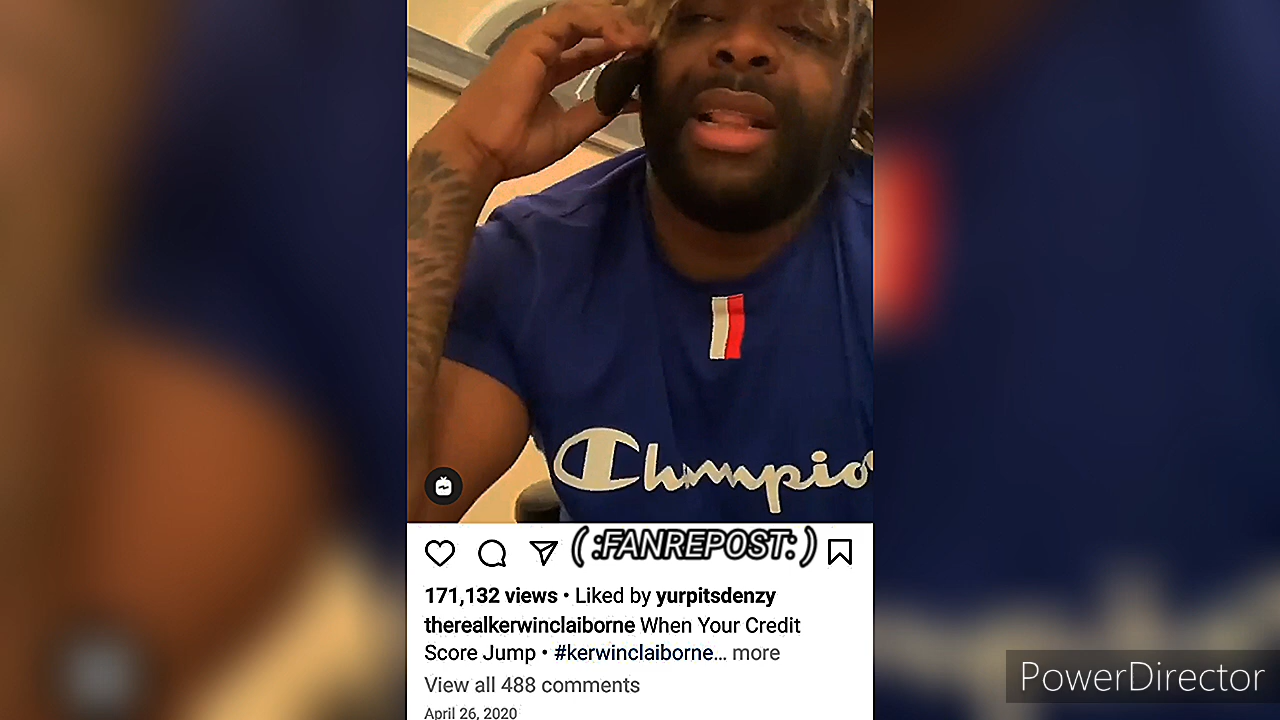 Champio
(:FANREPOST:)
171,132 views • Liked by yurpitsdenzy
therealkerwinclaiborne When Your Credit
Score Jump • #kerwinclaiborne... more
View all 488 comments
April 26, 2020
PowerDirector